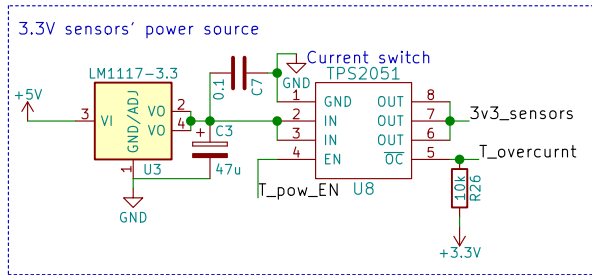 3.3V sensors' power source
Current switch
LM1117-3.3
0.1
C7
GND
TPS2051
+5V
3
VI
GND/ADJ
VO
VO
2
4
1
U3
GND
+
C3
47u
1
2
3
4
GND
IN
IN
EN
OUT
OUT
OUT
OC
8
7
6
5
U8
3v3_sensors
T_overcurnt
T_pow_EN
10k
R26
+3.3V